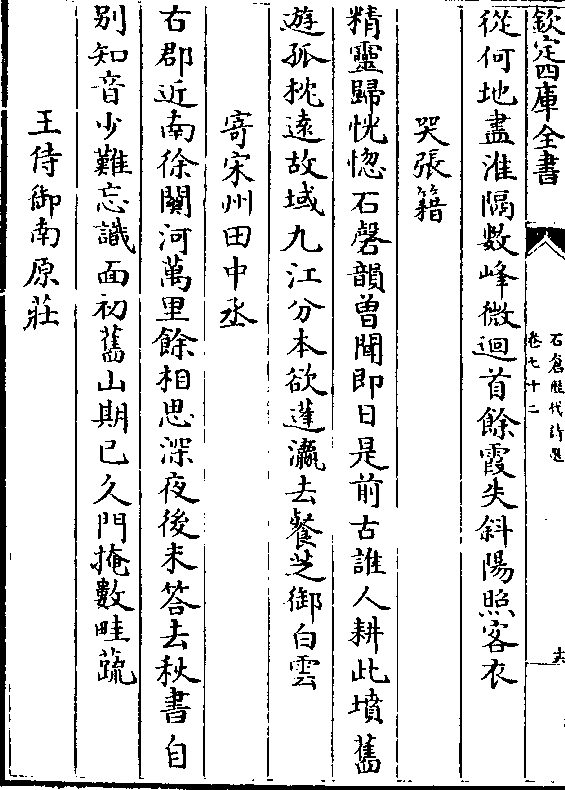 欽定四庫全書
石倉歷代詩選
卷七十二
六
從何地盡淮隔數峰微迴首餘霞失斜陽照客衣
哭張籍
精靈歸恍惚石磬韻曾聞即日是前古誰人耕此墳舊
遊孤枕遠故域九江分本欲蓬瀛去餐芝御白雲
寄宋州田中丞
古郡近南徐關河萬里餘相思深夜後未答去秋書自
别知音少難忘識面初舊山期已久門掩數畦蔬
王侍御南原莊